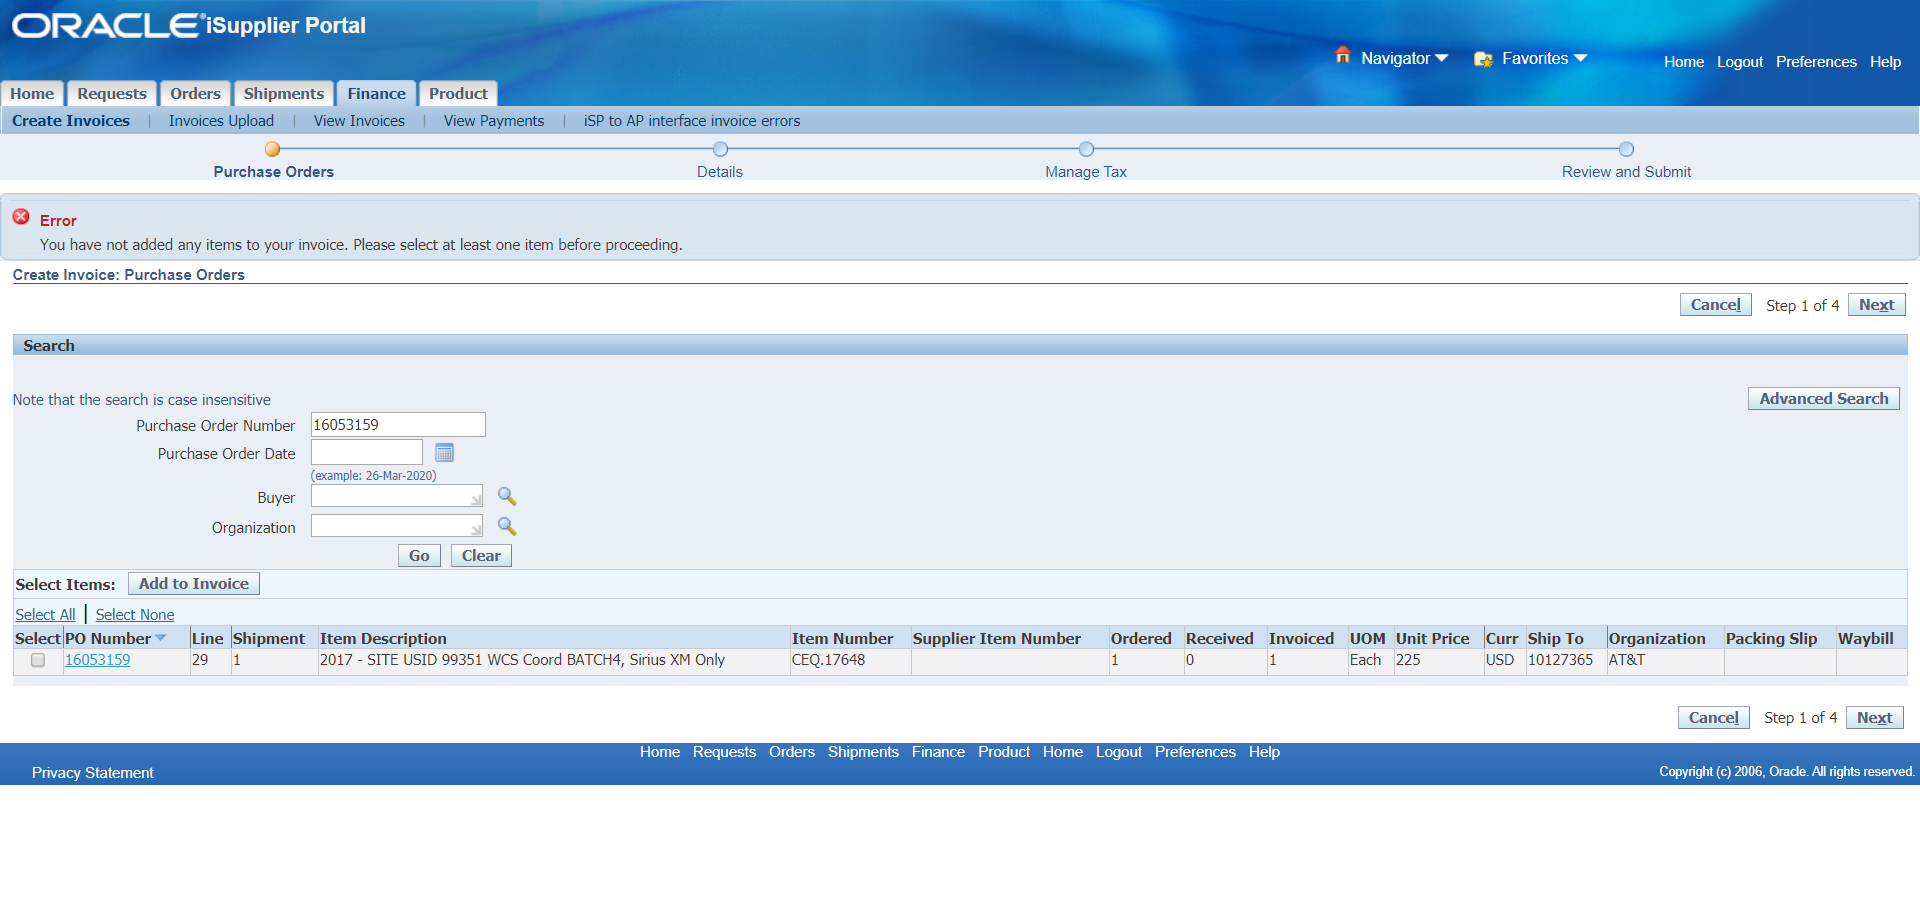 ORACLE® iSupplier Portal
Navigator Favorites Home Logout Preferences Help
Home Requests Orders Shipments Finance Product
Create Invoices | Invoices Upload | View Invoices | View Payments | iSP to AP interface invoice errors
Purchase Orders Details Manage Tax Review and Submit
Error
You have not added any items to your invoice. Please select at least one item before proceeding.
Create Invoice: Purchase Orders
Cancel Step 1 of 4 Next
Search
Note that the search is case insensitive
Advanced Search
Purchase Order Number 16053159
Purchase Order Date
(example: 26-Mar-2020)
Buyer
Organization
Go Clear
Select Items: Add to Invoice
Select All | Select None
Select PO Number Line Shipment Item Description Item Number Supplier Item Number Ordered Received Invoiced UOM Unit Price Curr Ship To Organization Packing Slip Waybill
16053159 29 1 2017 - SITE USID 99351 WCS Coord BATCH4, Sirius XM Only CEQ.17648 1 0 1 Each 225 USD 10127365 AT&T
Cancel Step 1 of 4 Next
Home Requests Orders Shipments Finance Product Home Logout Preferences Help
Privacy Statement
Copyright (c) 2006, Oracle. All rights reserved.